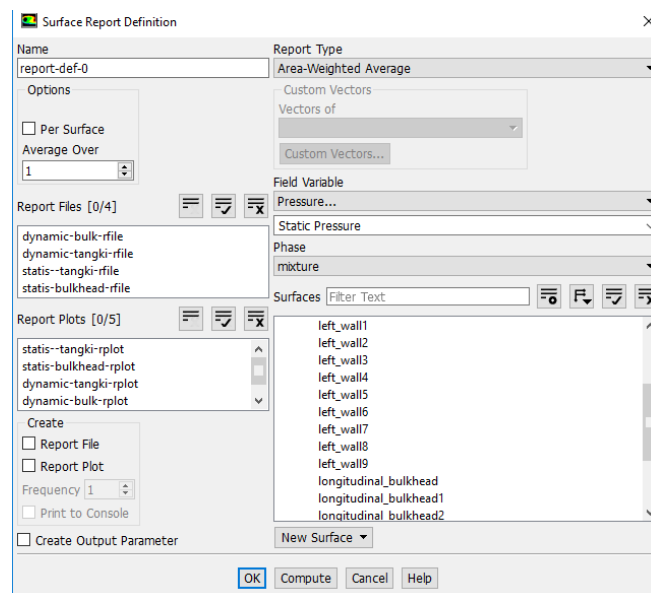 Surface Report Definition
Name
report-def-0
Options
Per Surface
Average Over
1
Report Files [0/4]
dynamic-bulk-rfile
dynamic-tangki-rfile
statis--tangki-rfile
statis-bulkhead-rfile
Report Plots [0/5]
statis--tangki-rplot
statis-bulkhead-rplot
dynamic-tangki-rplot
dynamic-bulk-rplot
Create
Report File
Report Plot
Frequency 1
Print to Console
Create Output Parameter
Report Type
Area-Weighted Average
Custom Vectors
Vectors of
Custom Vectors...
Field Variable
Pressure...
Static Pressure
Phase
mixture
Surfaces Filter Text
left_wall1
left_wall2
left_wall3
left_wall4
left_wall5
left_wall6
left_wall7
left_wall8
left_wall9
longitudinal_bulkhead
longitudinal_bulkhead1
longitudinal_bulkhead2
New Surface
OK Compute Cancel Help